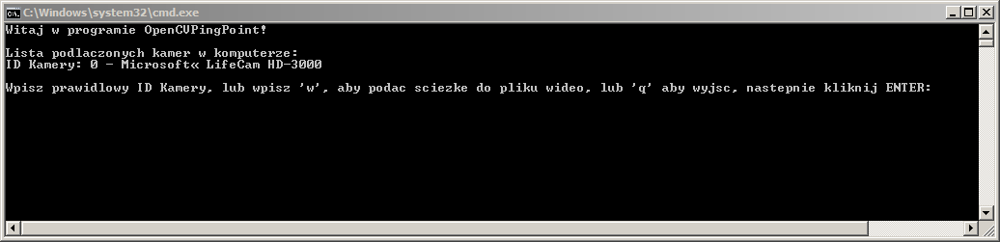 C:\Windows\system32\cmd.exe
Witaj w programie OpenCVPingPoint!
Lista podlaczonych kamer w komputerze:
ID Kamery: 0 - Microsoft« LifeCam HD-3000
Wpisz prawidlowy ID Kamery, lub wpisz 'w', aby podac sciezke do pliku wideo, lub 'q' aby wyjsc, nastepnie kliknij ENTER: